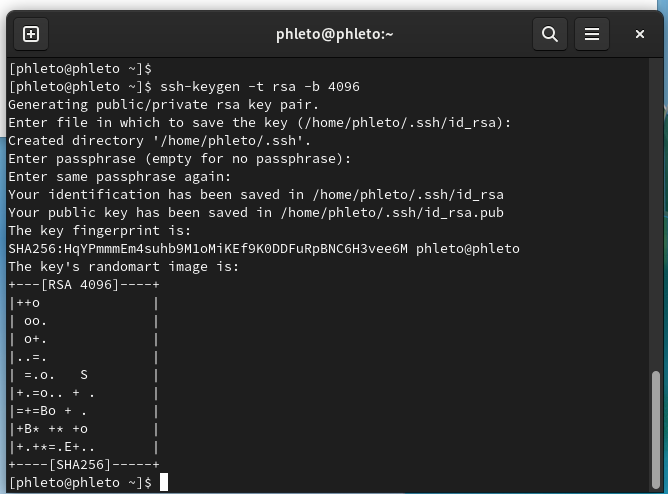 phleto@phleto:~
[phleto@phleto ~]$
[phleto@phleto ~]$ ssh-keygen -t rsa -b 4096
Generating public/private rsa key pair.
Enter file in which to save the key (/home/phleto/.ssh/id_rsa):
Created directory '/home/phleto/.ssh'.
Enter passphrase (empty for no passphrase):
Enter same passphrase again:
Your identification has been saved in /home/phleto/.ssh/id_rsa
Your public key has been saved in /home/phleto/.ssh/id_rsa.pub
The key fingerprint is:
SHA256:HqYPmmmEm4suhb9M1oMiKEf9K0DDFuRpBNC6H3vee6M phleto@phleto
The key's randomart image is:
+---[RSA 4096]----+
|++o              |
| oo.             |
| o+.             |
|..=.             |
| =.o.   S        |
|+.=o.. + .       |
|=+=Bo + .        |
|+B* +* +o        |
|+.+*=.E+..       |
+----[SHA256]-----+
[phleto@phleto ~]$